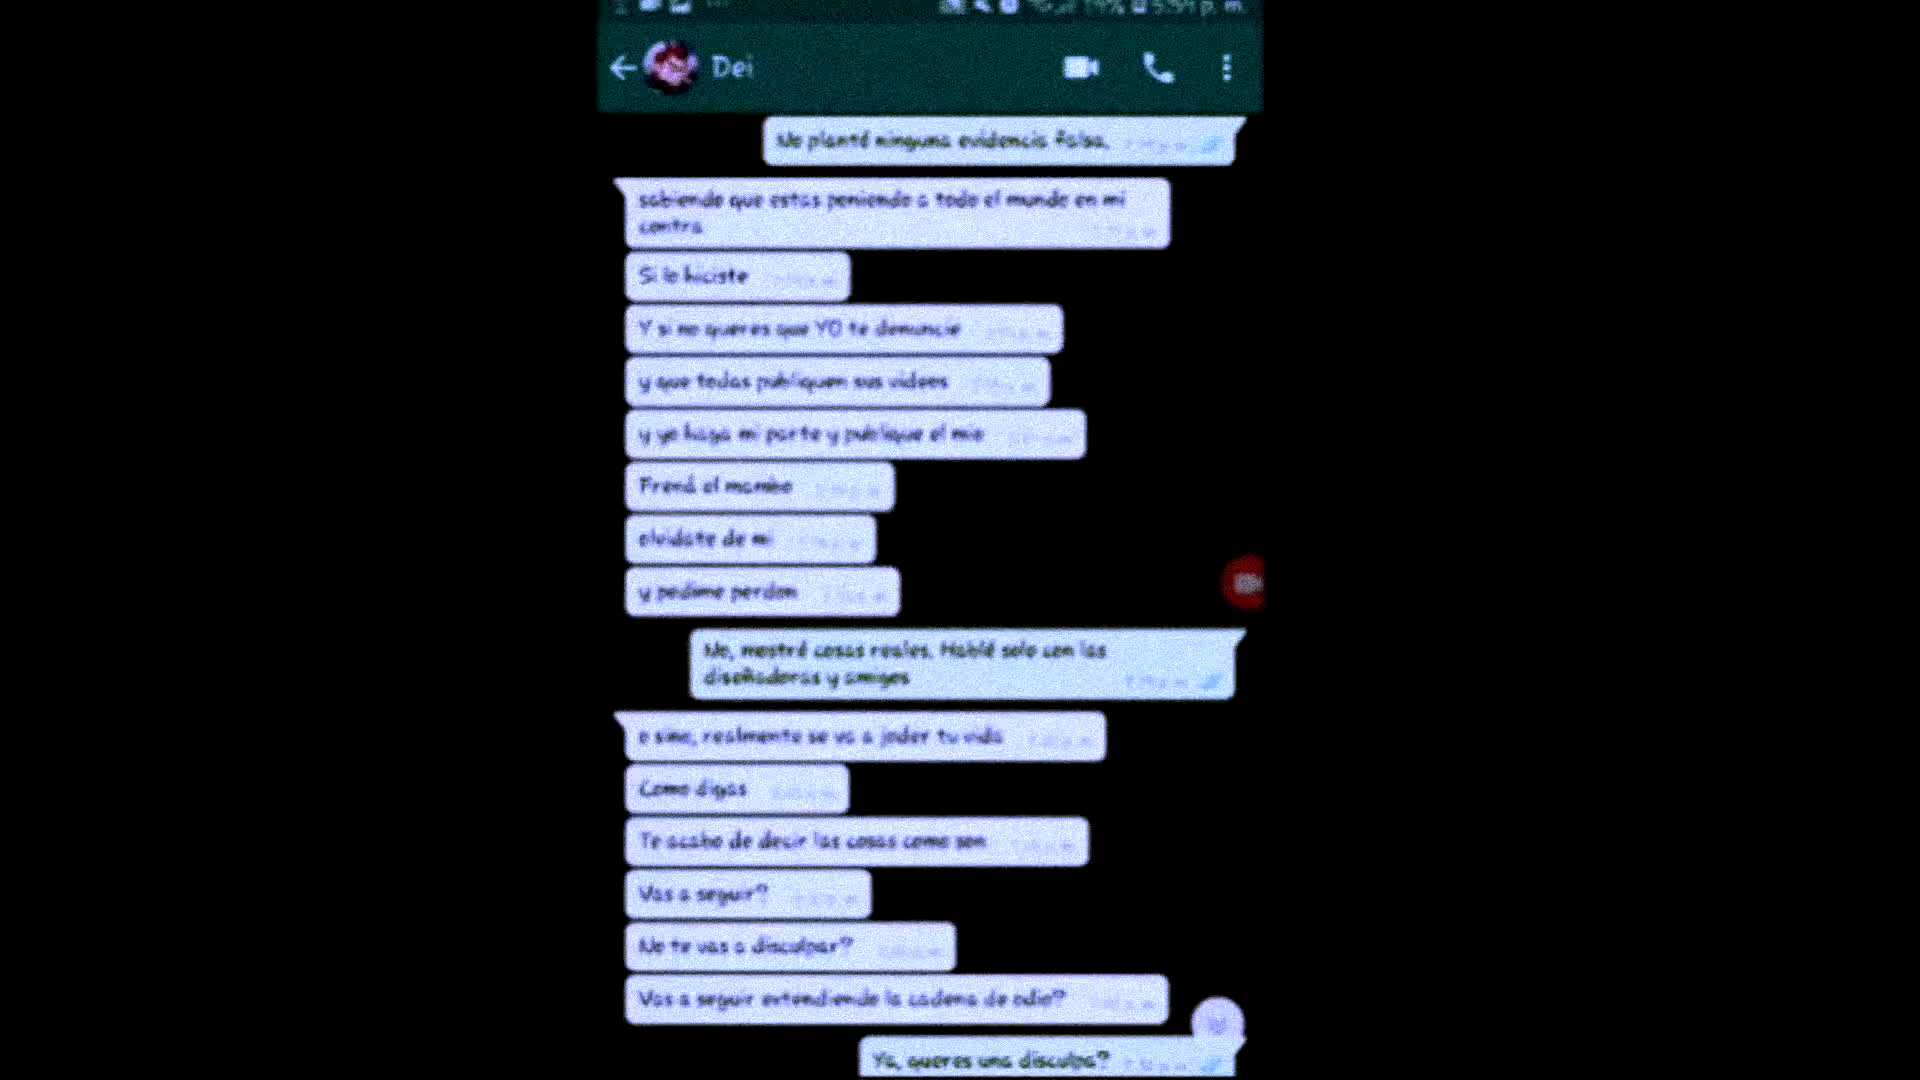 19%
p. m.
Dei
No planté ninguna evidencia falsa.
sabiendo que estas poniendo a todo el mundo en mi
contra
Si lo hiciste
Y si no queres que YO te denuncie
y que todas publiquen sus videos
y yo haga mi parte y publique el mio
Frená el mambo
olvidate de mi
y pedime perdon
No, mostré cosas reales. Hablé solo con las
diseñadoras y amigos
o sino, realmente se va a joder tu vida
Como digas
Te acabo de decir las cosas como son
Vas a seguir?
No te vas a disculpar?
Vas a seguir extendiendo la cadena de odio?
Ya, queres una disculpa?